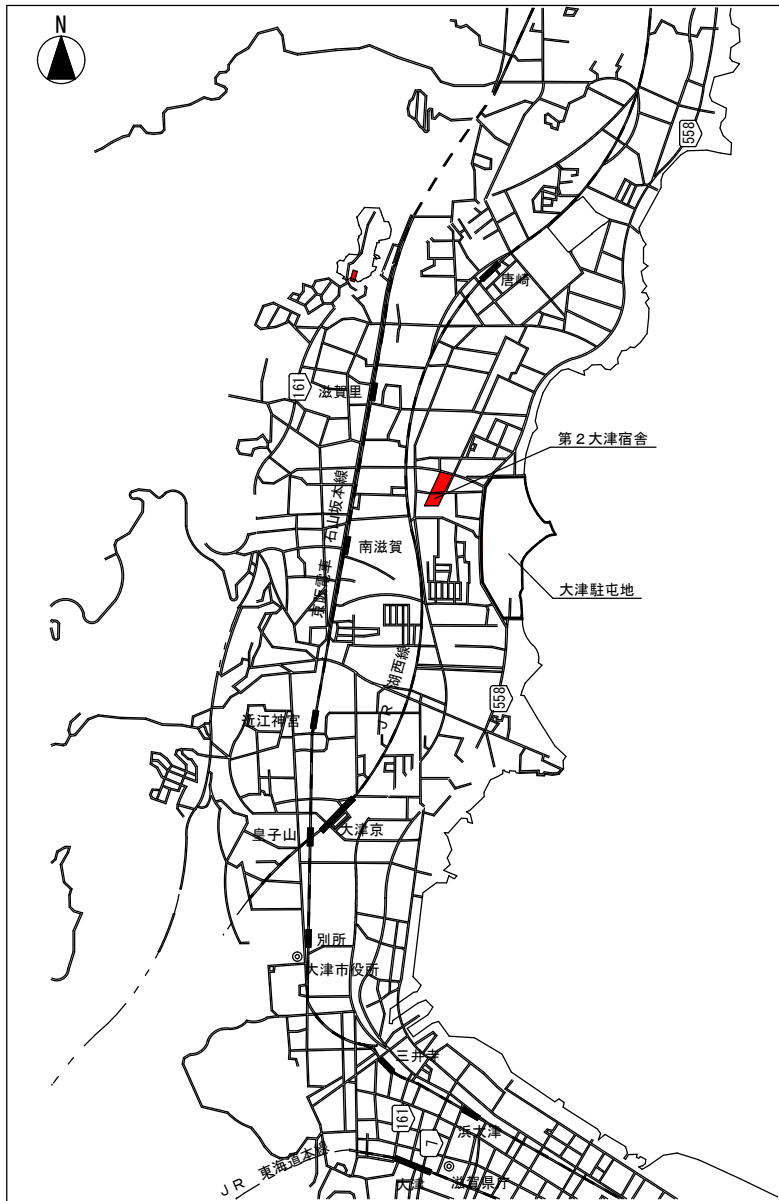 N
558
唐崎
161
滋賀里
第２大津宿舎
石山坂本線
京阪電車
南滋賀
大津駐屯地
ＪＲ 湖西線
558
近江神宮
大津京
皇子山
別所
大津市役所
三井寺
161
7
浜大津
ＪＲ 東海道本線
大津
滋賀県庁